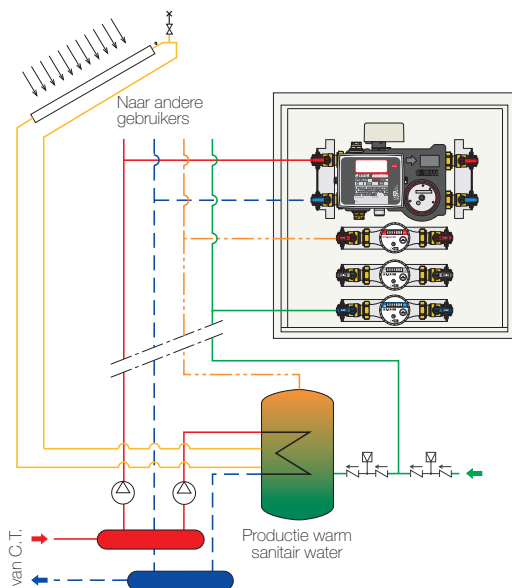 Naar andere
gebruikers
Productie warm
sanitair water
van C.T.